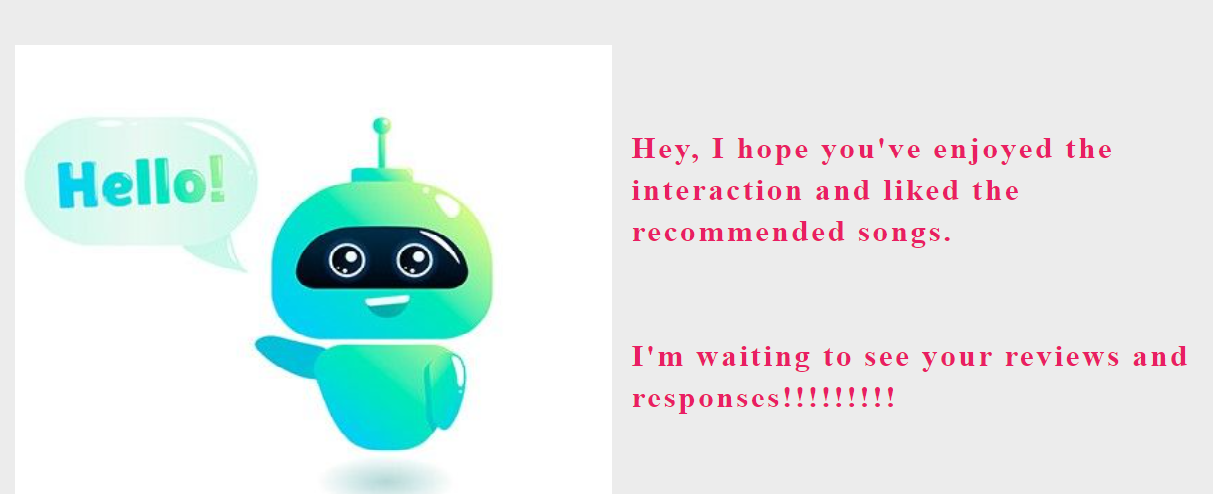 Hello!
Hey, I hope you've enjoyed the
interaction and liked the
recommended songs.
I'm waiting to see your reviews and
responses!!!!!!!!!